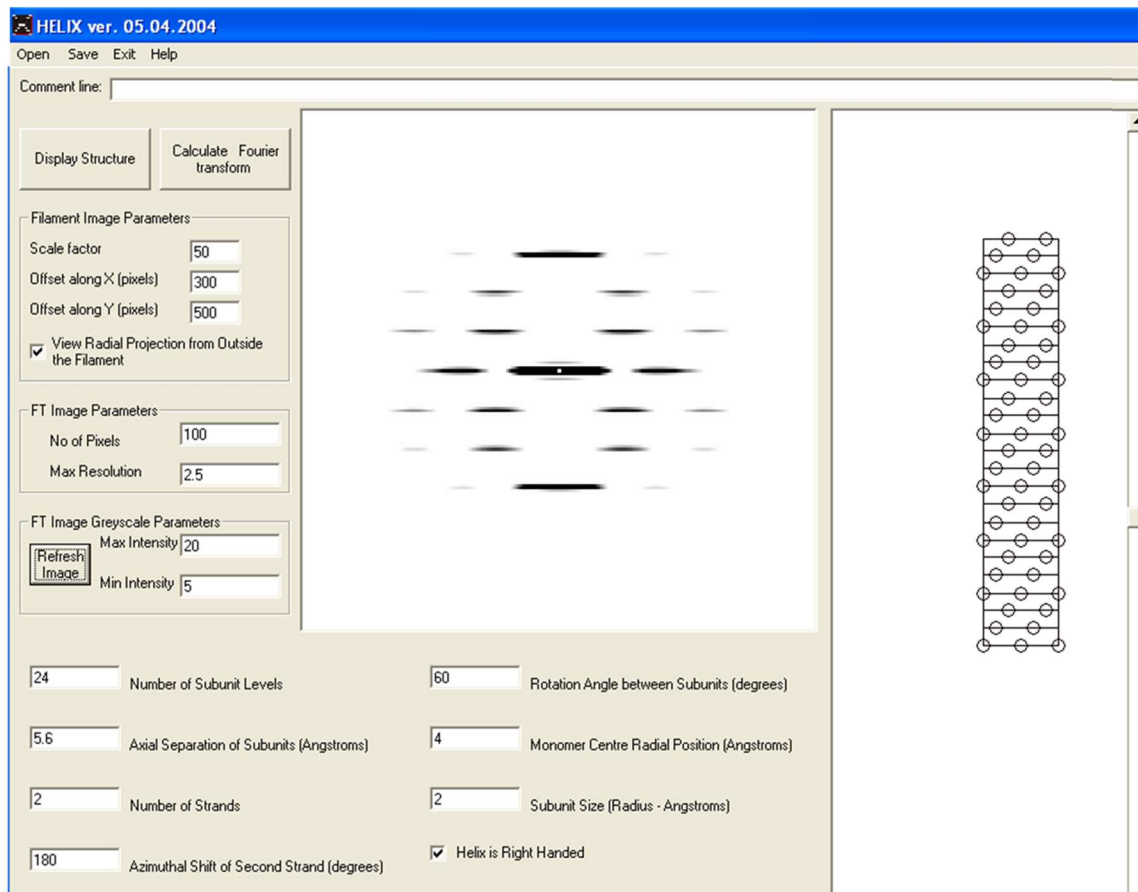 HELIX ver. 05.04.2004
Open Save Exit Help
Comment line:
Display Structure
Calculate Fourier
transform
Filament Image Parameters
Scale factor 50
Offset along X (pixels) 300
Offset along Y (pixels) 500
View Radial Projection from Outside
the Filament
FT Image Parameters
No of Pixels 100
Max Resolution 2.5
FT Image Greyscale Parameters
Refresh
Image
Max Intensity 20
Min Intensity 5
24 Number of Subunit Levels
60 Rotation Angle between Subunits (degrees)
5.6 Axial Separation of Subunits (Angstroms)
4 Monomer Centre Radial Position (Angstroms)
2 Number of Strands
2 Subunit Size (Radius - Angstroms)
180 Azimuthal Shift of Second Strand (degrees)
Helix is Right Handed